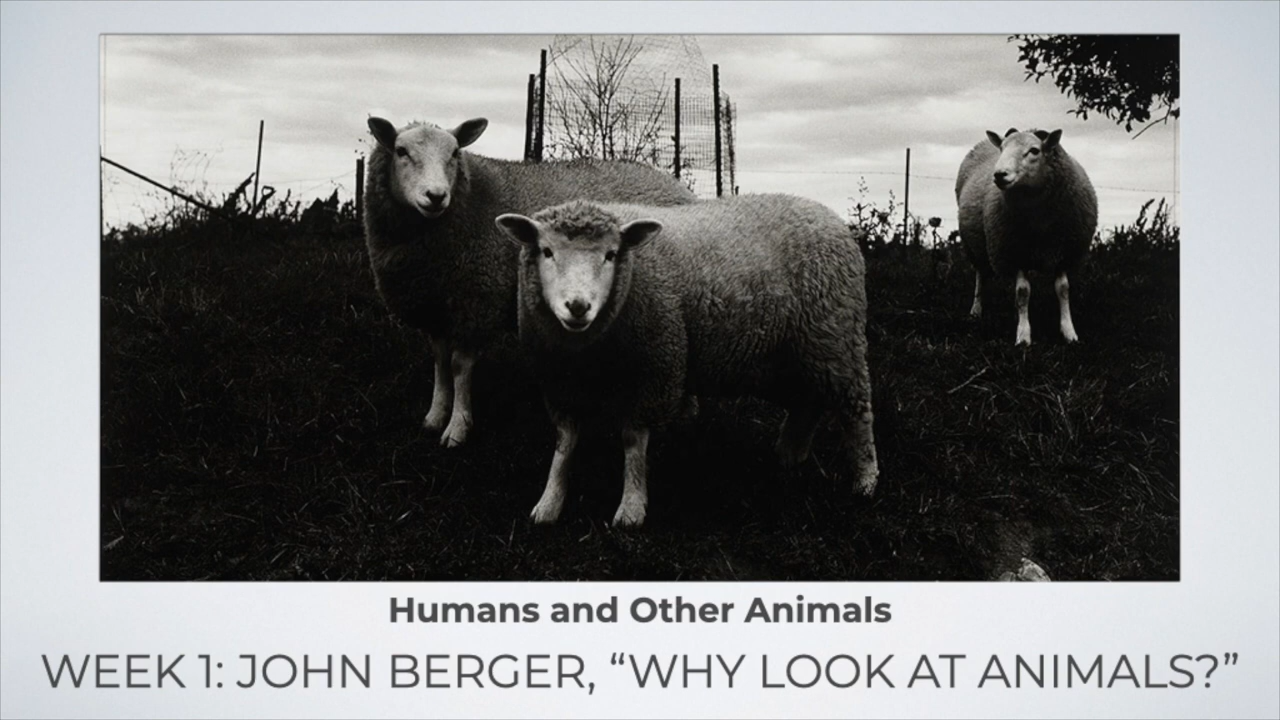 Humans and Other Animals
WEEK 1: JOHN BERGER, “WHY LOOK AT ANIMALS?”